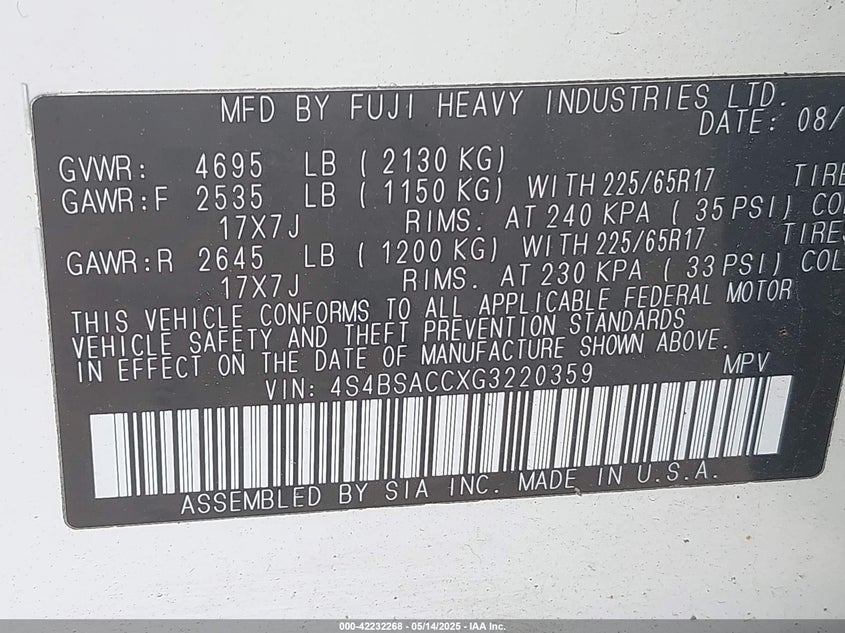 MFD BY FUJI HEAVY INDUSTRIES LTD.
DATE: 08/
GVWR: 4695 LB ( 2130 KG)
GAWR:F 2535 LB ( 1150 KG) WITH 225/65R17 TIRE
17X7J RIMS. AT 240 KPA ( 35 PSI) COL
GAWR:R 2645 LB ( 1200 KG) WITH 225/65R17 TIRES
17X7J RIMS. AT 230 KPA ( 33 PSI) COL
THIS VEHICLE CONFORMS TO ALL APPLICABLE FEDERAL MOTOR
VEHICLE SAFETY AND THEFT PREVENTION STANDARDS
IN EFFECT ON THE DATE OF MANUFACTURE SHOWN ABOVE.
VIN: 4S4BSACCXG3220359 MPV
ASSEMBLED BY SIA INC. MADE IN U.S.A.
000-42232268 - 05/14/2025 - IAA Inc.